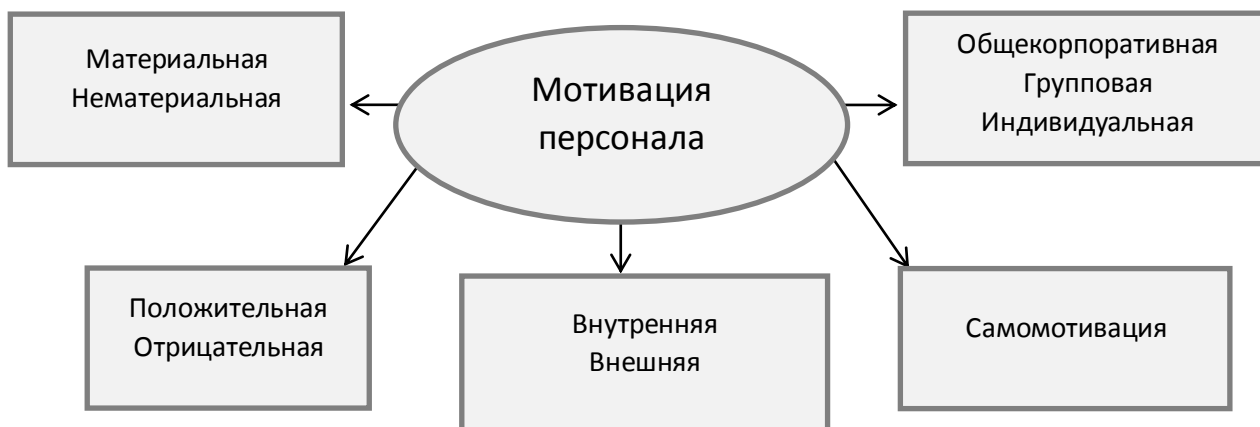 Материальная
Нематериальная
Мотивация
персонала
Общекорпоративная
Групповая
Индивидуальная
Положительная
Отрицательная
Внутренняя
Внешняя
Самомотивация